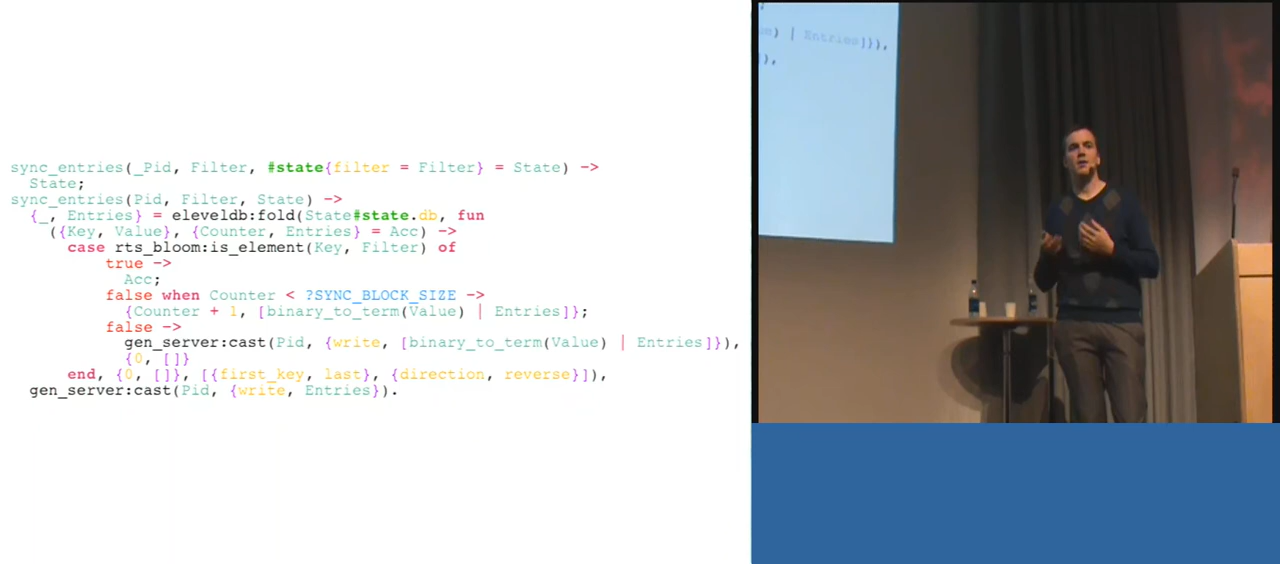 sync_entries(_Pid, Filter, #state{filter = Filter} = State) ->
State;
sync_entries(Pid, Filter, State) ->
{_, Entries} = eleveldb:fold(State#state.db, fun
({Key, Value}, {Counter, Entries} = Acc) ->
case rts_bloom:is_element(Key, Filter) of
true ->
Acc;
false when Counter < ?SYNC_BLOCK_SIZE ->
{Counter + 1, [binary_to_term(Value) | Entries]};
false ->
gen_server:cast(Pid, {write, [binary_to_term(Value) | Entries]}),
{0, []}
end, {0, []}, [{first_key, last}, {direction, reverse}]),
gen_server:cast(Pid, {write, Entries}).
) | Entries]}),
}),